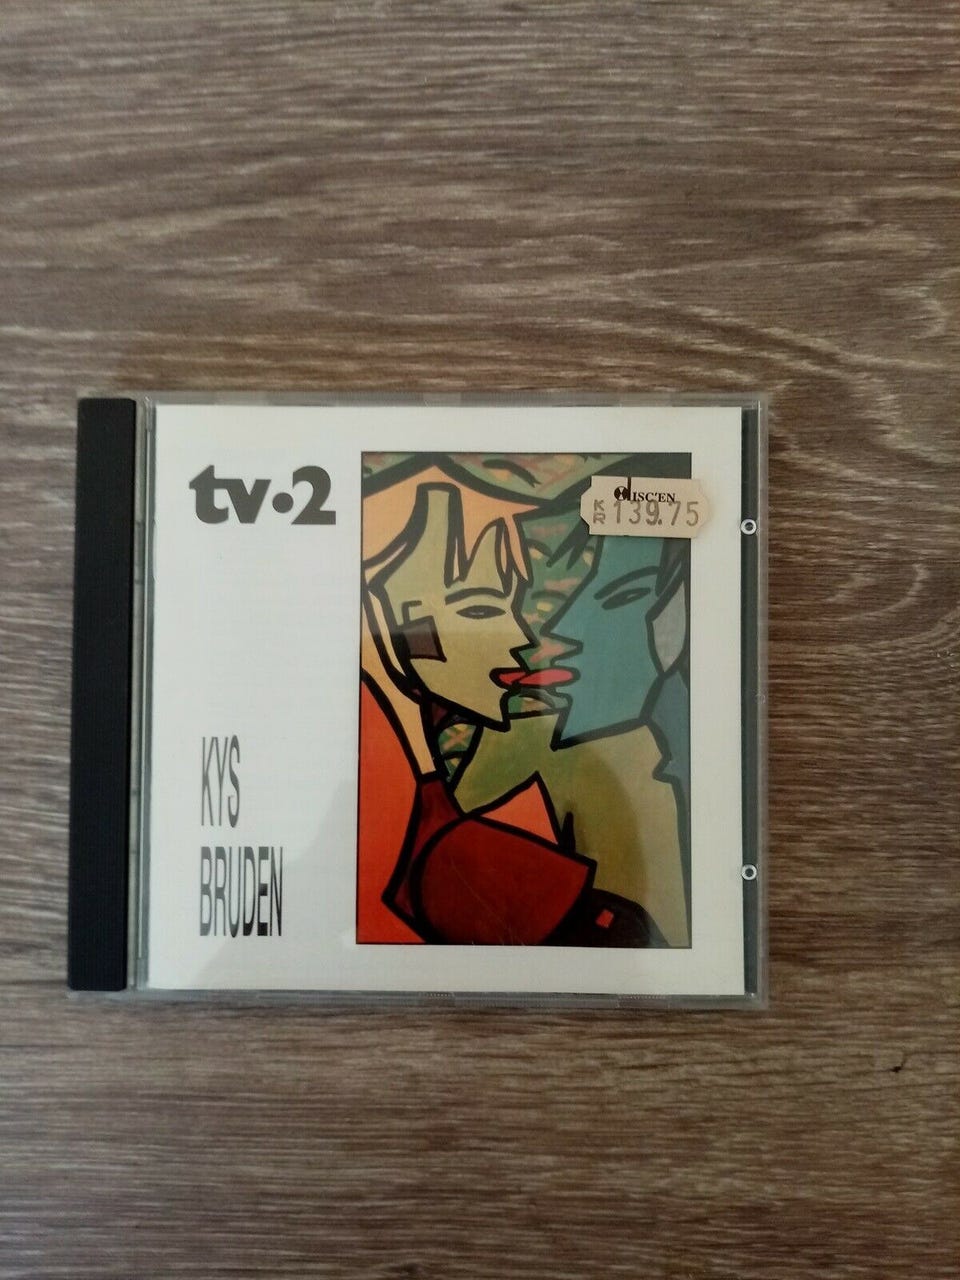 tv·2
DISC'EN
KR 139.75
KYS
BRUDEN